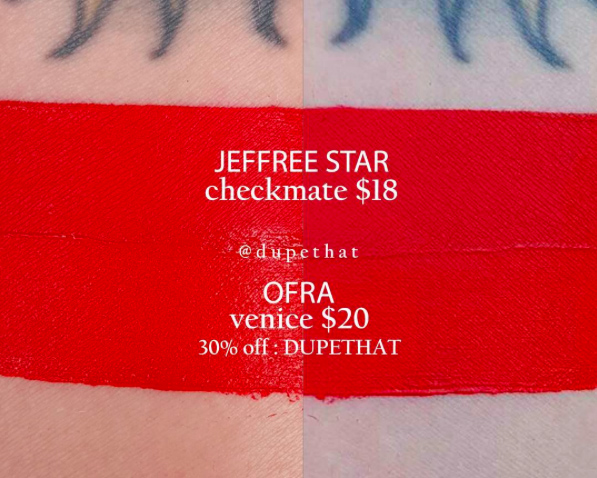 JEFFREE STAR
checkmate $18
@dupethat
OFRA
venice $20
30% off : DUPETHAT